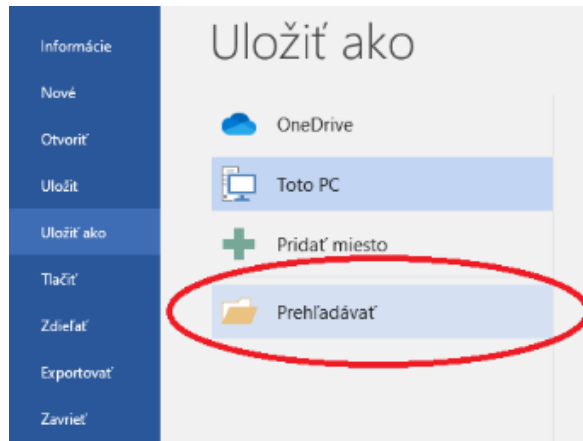 Uložiť ako
Informácie
Nové
Otvoriť
Uložiť
Uložiť ako
Tlačiť
Zdieľať
Exportovať
Zavrieť
OneDrive
Toto PC
Pridať miesto
Prehľadávať